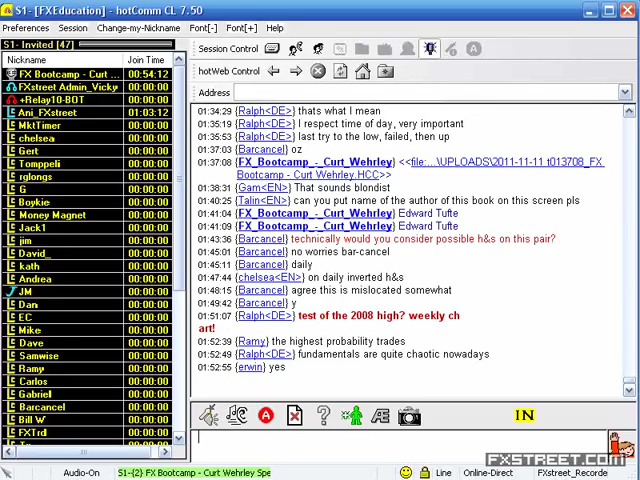 S1- [FXEducation] - hotComm CL 7.50
Preferences Session Change-my-Nickname Font[-] Font[+] Help
S1- Invited [47]
Nickname Join Time
FX Bootcamp - Curt ... 00:54:12
FXstreet Admin_Vicky 00:00:00
+Relay10-BOT 00:00:00
Ani_FXstreet 01:03:12
MktTimer 00:00:00
chelsea 00:00:00
Gert 00:00:00
Tomppeli 00:00:00
rglongs 00:00:00
G 00:00:00
Boykie 00:00:00
Money Magnet 00:00:00
Jack1 00:00:00
jim 00:00:00
David_ 00:00:00
kath 00:00:00
Andrea 00:00:00
JM 00:00:00
Dan 00:00:00
EC 00:00:00
Mike 00:00:00
Dave 00:00:00
Samwise 00:00:00
Ramy 00:00:00
Carlos 00:00:00
Gabriel 00:00:00
Barcancel 00:00:00
Bill W 00:00:00
FXTrd 00:00:00
Session Control
hotWeb Control
Address
01:34:29 {Ralph<DE>} thats what I mean
01:35:19 {Ralph<DE>} I respect time of day, very important
01:35:53 {Ralph<DE>} last try to the low, failed, then up
01:37:03 {Barcancel} oz
01:37:08 {FX_Bootcamp_-_Curt_Wehrley} <<file:...\UPLOADS\2011-11-11 t013708_FX
Bootcamp - Curt Wehrley.HCC>>
01:38:31 {Gam<EN>} That sounds blondist
01:40:25 {Talin<EN>} can you put name of the author of this book on this screen pls
01:41:04 {FX_Bootcamp_-_Curt_Wehrley} Edward Tufte
01:41:09 {FX_Bootcamp_-_Curt_Wehrley} Edward Tufte
01:43:36 {Barcancel} technically would you consider possible h&s on this pair?
01:45:01 {Barcancel} no worries bar-cancel
01:45:11 {Barcancel} daily
01:47:44 {chelsea<EN>} on daily inverted h&s
01:48:15 {Barcancel} agree this is mislocated somewhat
01:49:42 {Barcancel} y
01:51:07 {Ralph<DE>} test of the 2008 high? weekly ch
art!
01:52:39 {Ramy} the highest probability trades
01:52:49 {Ralph<DE>} fundamentals are quite chaotic nowadays
01:52:55 {erwin} yes
IN
FXSTREET.COM
Audio-On S1-{2} FX Bootcamp - Curt Wehrley Spe Line Online-Direct FXstreet_Recorde